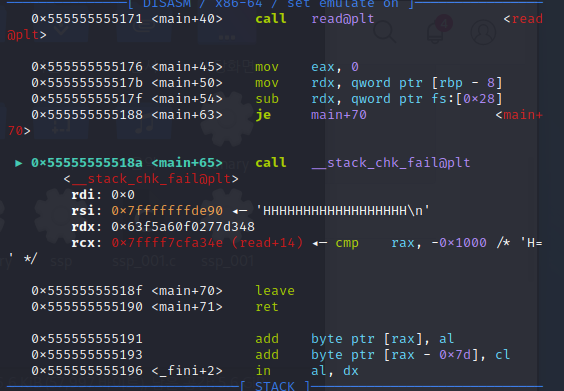 [ DISASM / x86-64 / set emulate on ]
0x555555555171 <main+40> call read@plt <read
@plt>
0x555555555176 <main+45> mov eax, 0
0x55555555517b <main+50> mov rdx, qword ptr [rbp - 8]
0x55555555517f <main+54> sub rdx, qword ptr fs:[0x28]
0x555555555188 <main+63> je main+70 <main+
70>
► 0x55555555518a <main+65> call __stack_chk_fail@plt
<__stack_chk_fail@plt>
rdi: 0x0
rsi: 0x7fffffffde90 ◂— 'HHHHHHHHHHHHHHHHHH\n'
rdx: 0x63f5a60f0277d348
rcx: 0x7ffff7cfa34e (read+14) ◂— cmp rax, -0x1000 /* 'H=
' */
0x55555555518f <main+70> leave
0x555555555190 <main+71> ret
0x555555555191 add byte ptr [rax], al
0x555555555193 add byte ptr [rax - 0x7d], cl
0x555555555196 <_fini+2> in al, dx
[ STACK ]
4
ssp.c
ssp_001.c
ssp_001